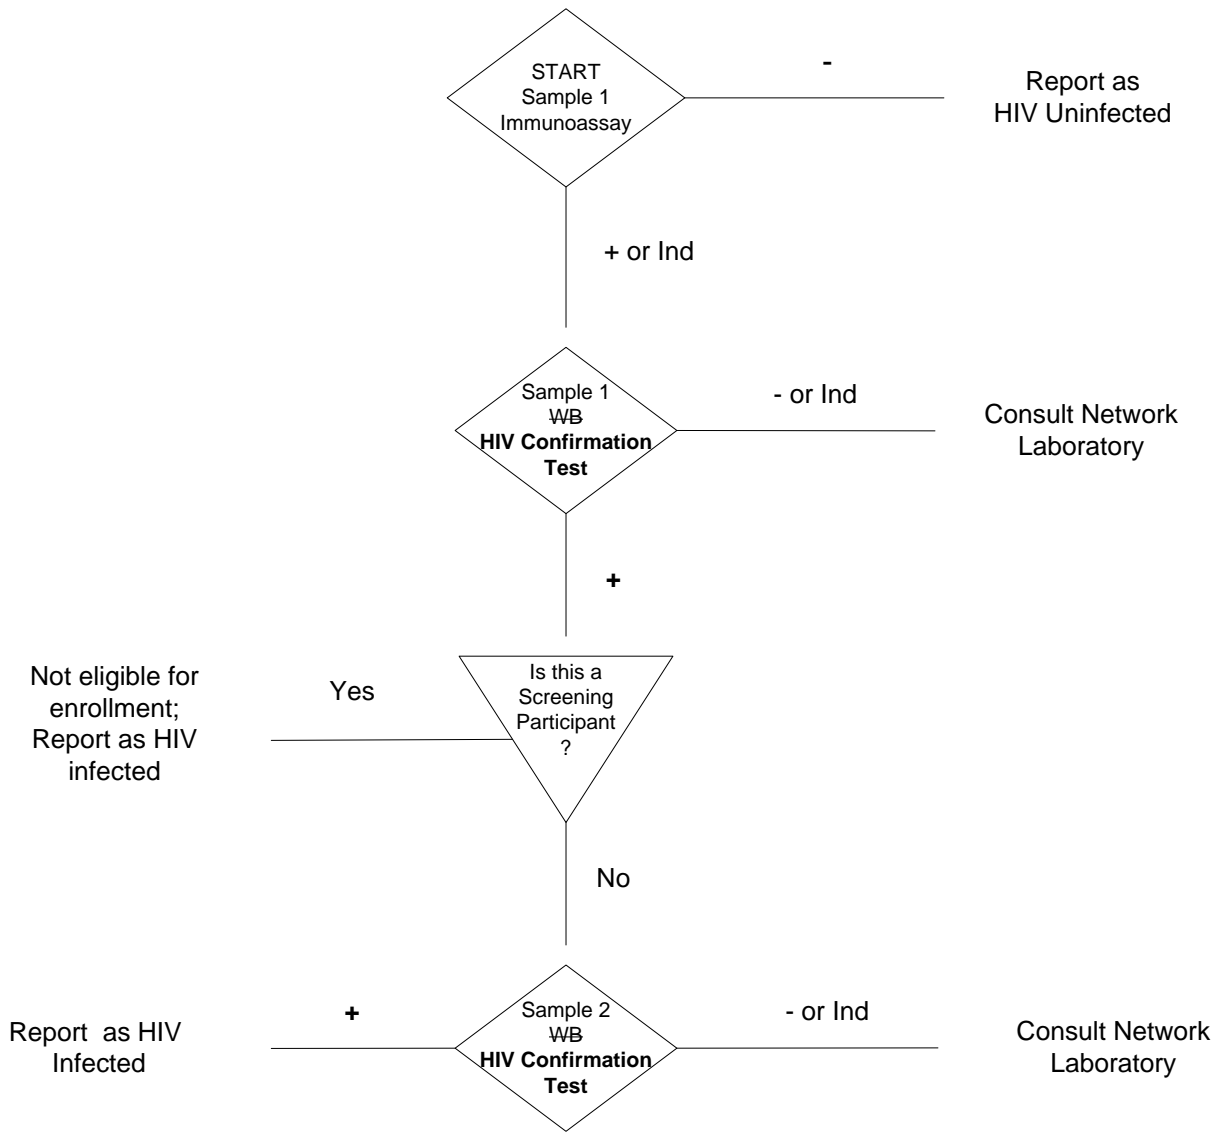 START
Sample 1
Immunoassay
-
Report as
HIV Uninfected
+ or Ind
Sample 1
WB
HIV Confirmation
Test
- or Ind
Consult Network
Laboratory
+
Is this a
Screening
Participant
?
Yes
Not eligible for
enrollment;
Report as HIV
infected
No
Sample 2
WB
HIV Confirmation
Test
+
Report as HIV
Infected
- or Ind
Consult Network
Laboratory